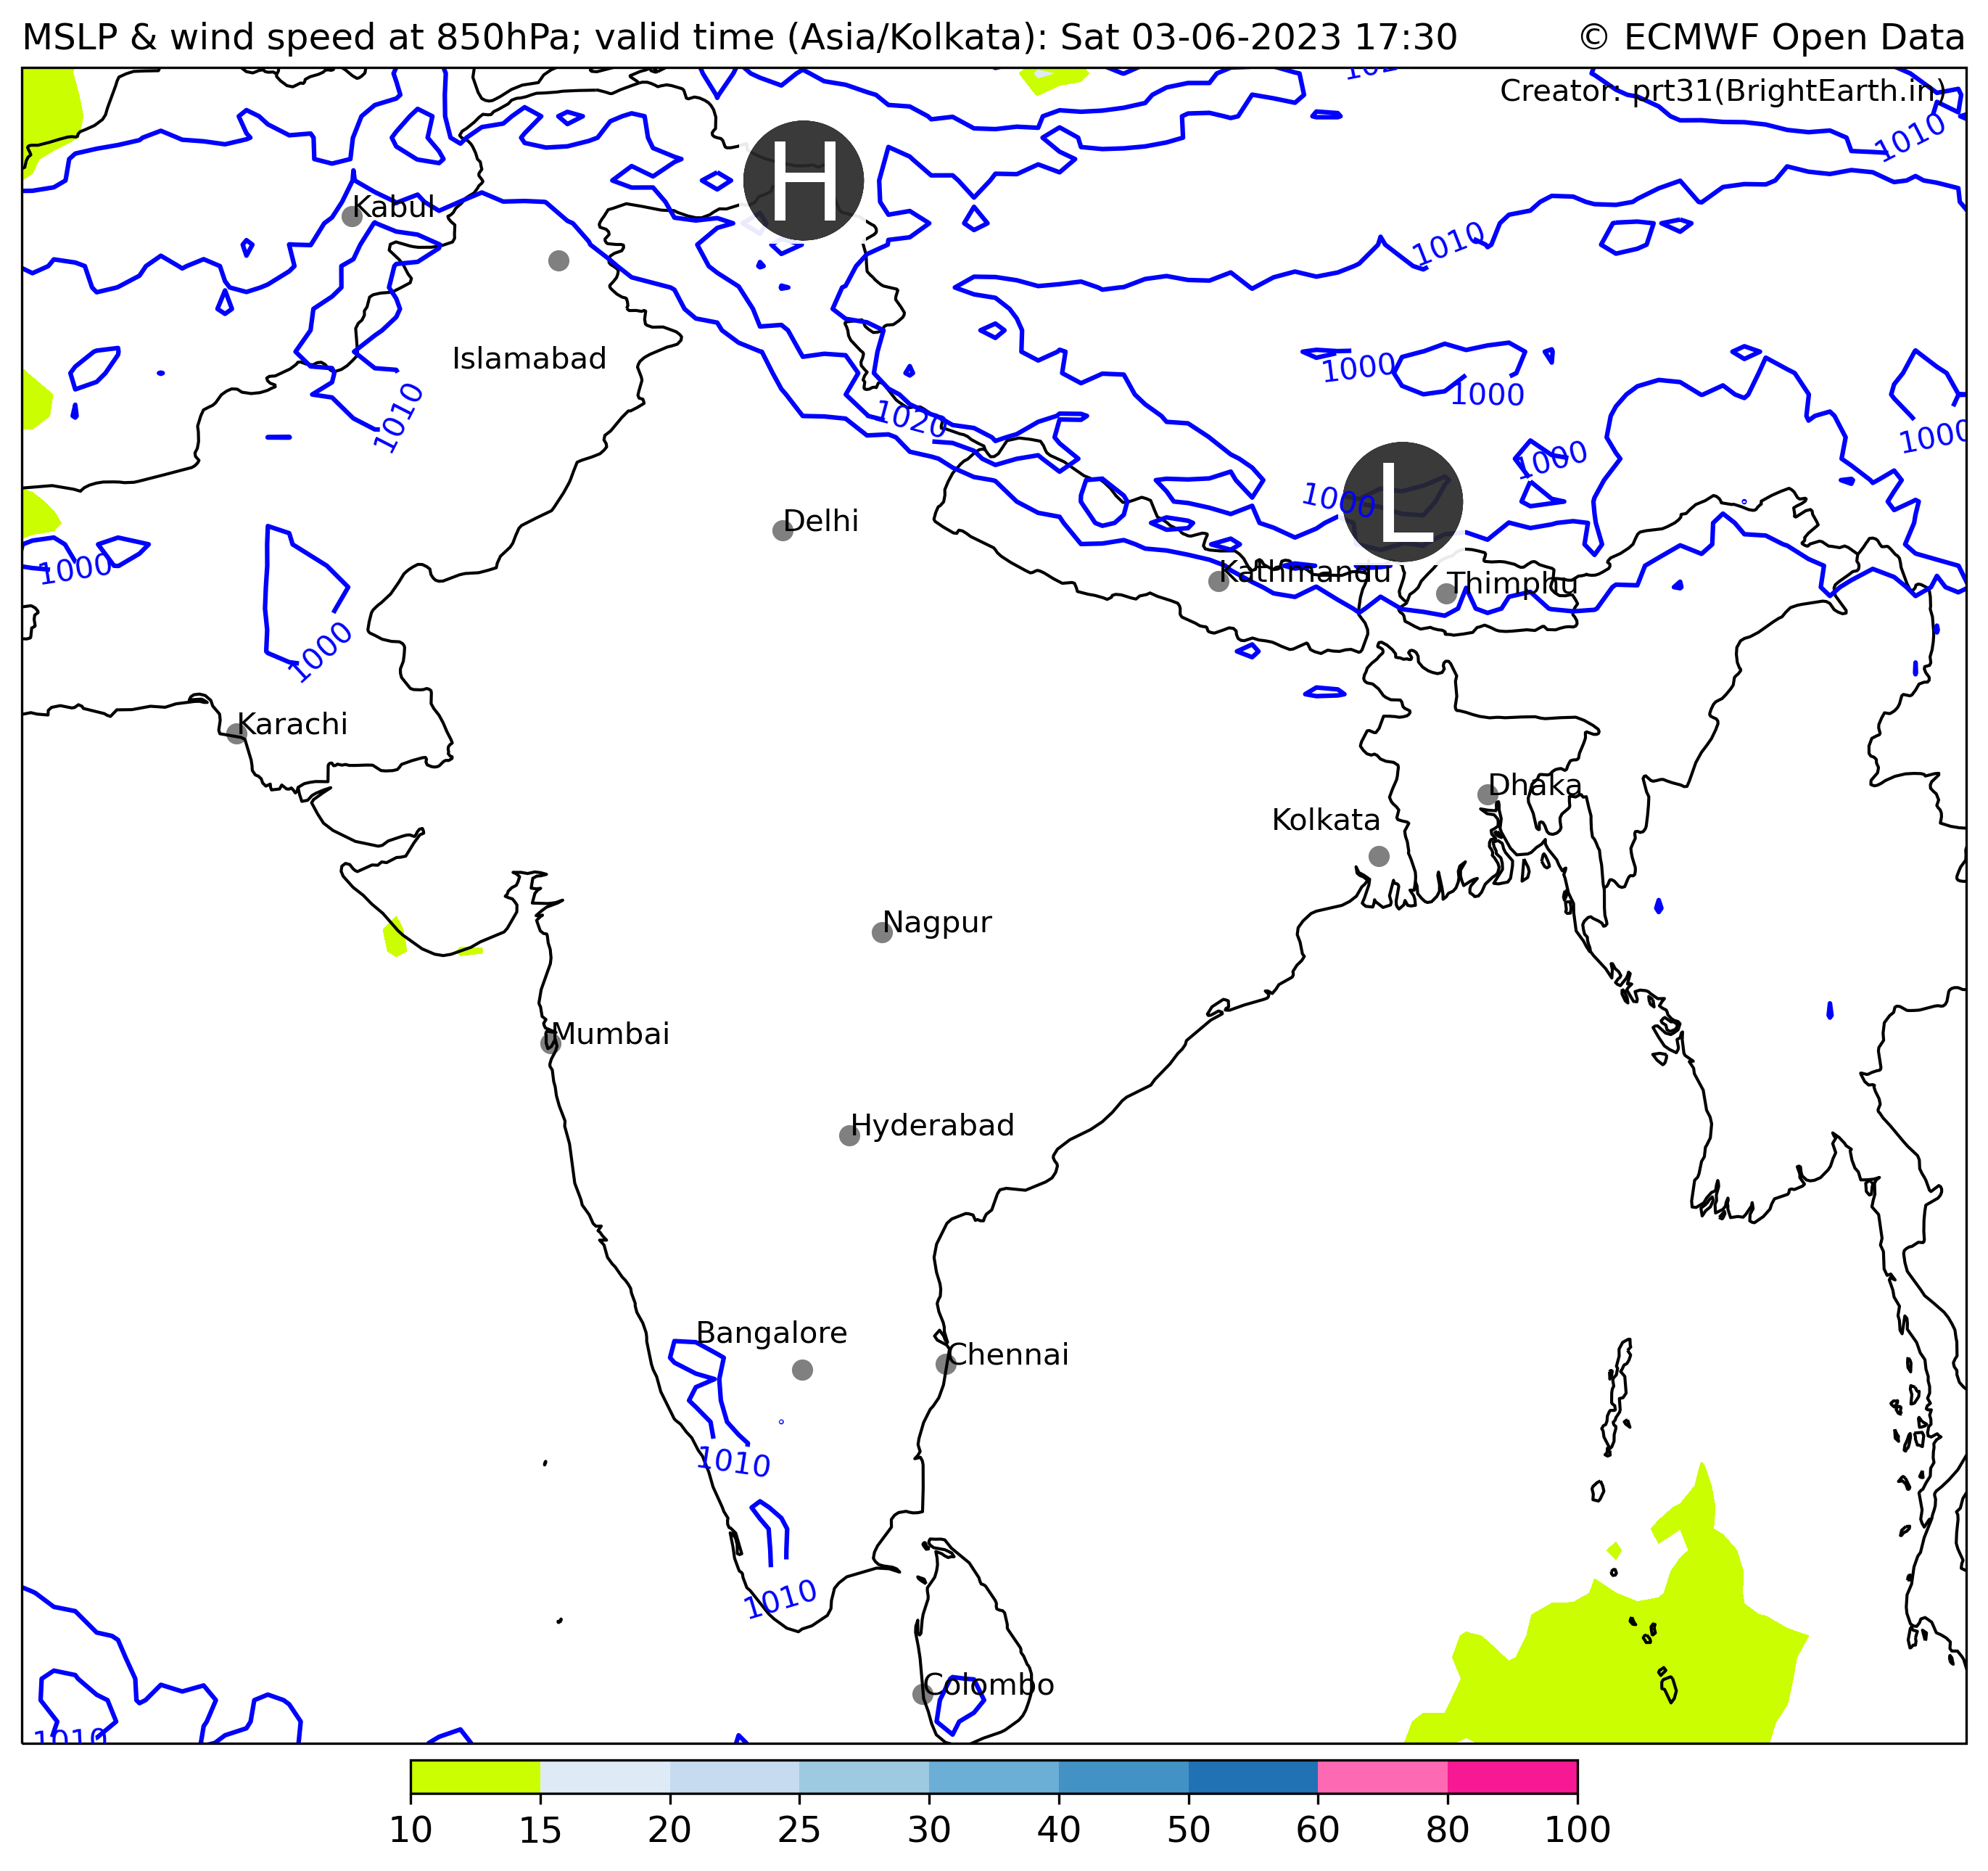 MSLP & wind speed at 850hPa; valid time (Asia/Kolkata): Sat 03-06-2023 17:30
© ECMWF Open Data
Creator: prt31(BrightEarth.in)
1010
H
Kabul
1010
Islamabad
1000
1000
1010
1020
1000
1000
L
1000
Delhi
1000
Kathmandu
Thimphu
1000
Karachi
Dhaka
Kolkata
Nagpur
Mumbai
Hyderabad
Bangalore
Chennai
1010
1010
Colombo
1010
10 15 20 25 30 40 50 60 80 100